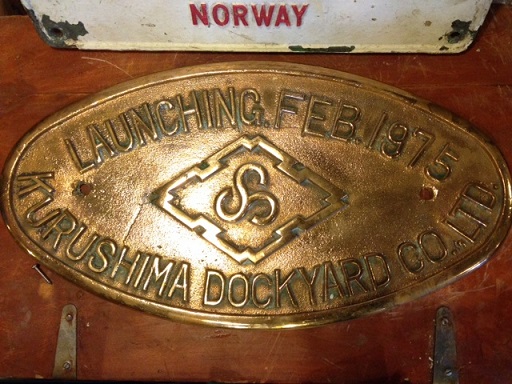 NORWAY
LAUNCHING. FEB. 1975
S
KURUSHIMA DOCKYARD CO., LTD.